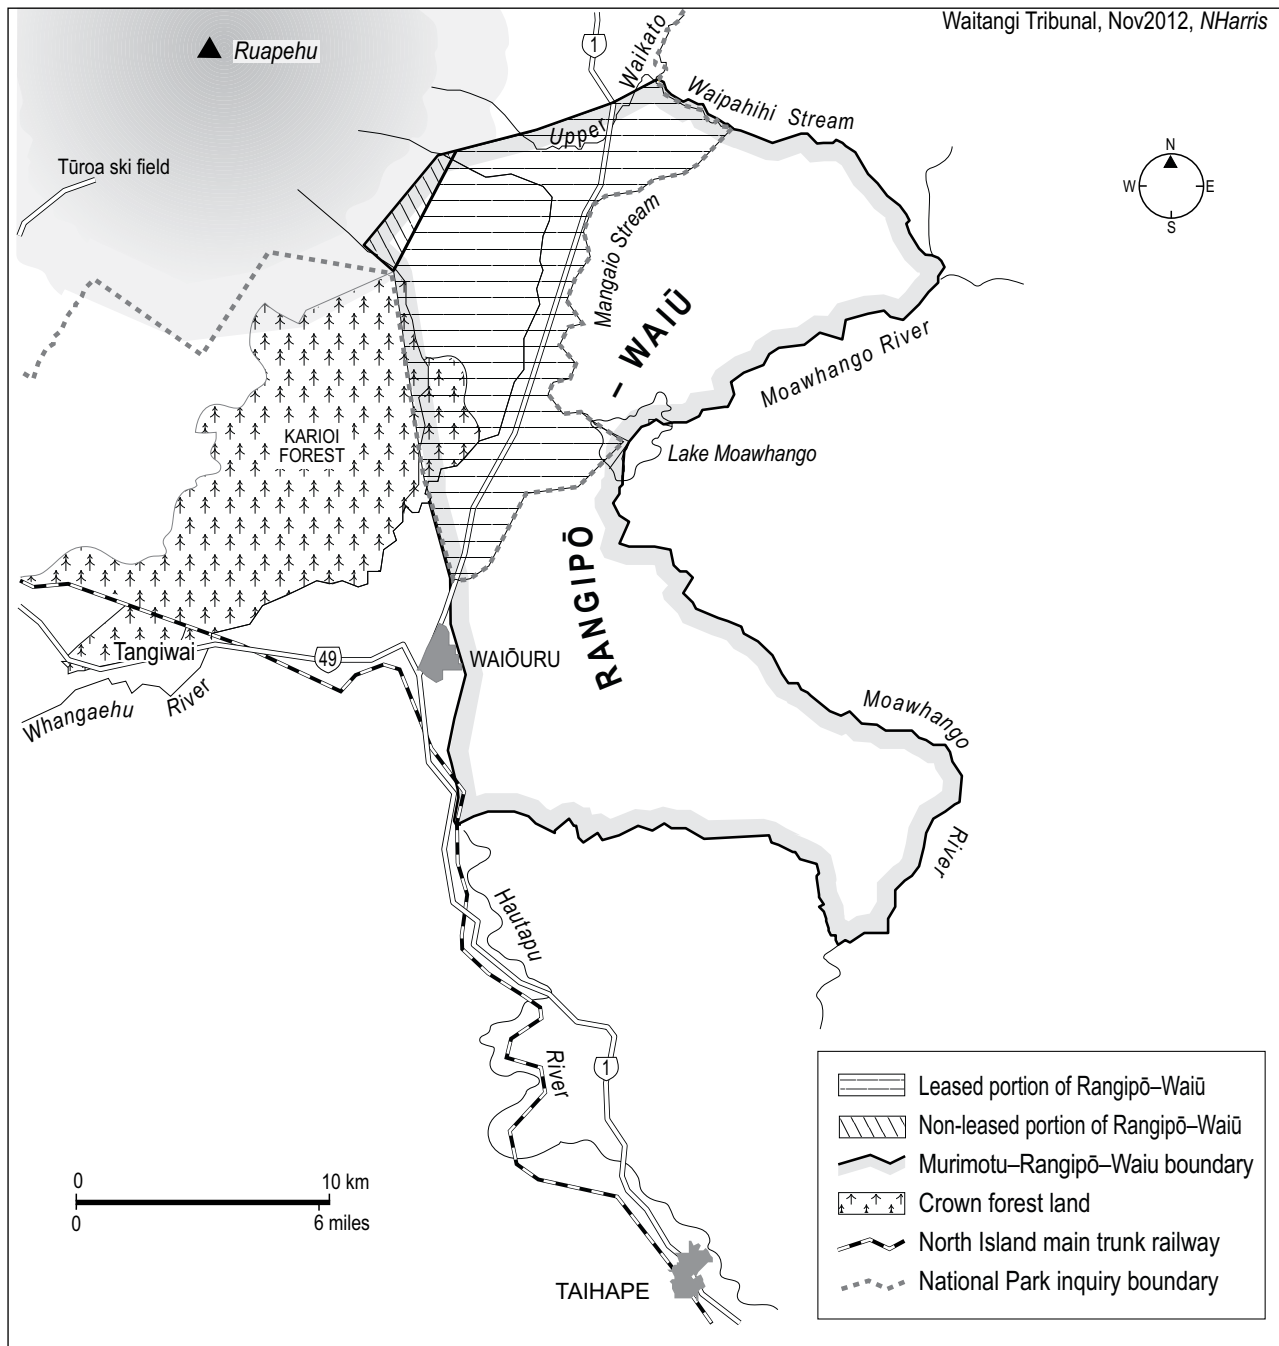 Waitangi Tribunal, Nov2012, NHarris
Ruapehu
1
Waikato
Upper
Waipahihi Stream
Tūroa ski field
N
W
E
S
Mangaio Stream
– WAIŪ
Moawhango River
KARIOI
FOREST
Lake Moawhango
RANGIPŌ
Tangiwai
49
WAIŌURU
Whangaehu
River
Moawhango
River
Hautapu
River
1
TAIHAPE
0
10 km
0
6 miles
Leased portion of Rangipō–Waiū
Non-leased portion of Rangipō–Waiū
Murimotu–Rangipō–Waiu boundary
Crown forest land
North Island main trunk railway
National Park inquiry boundary